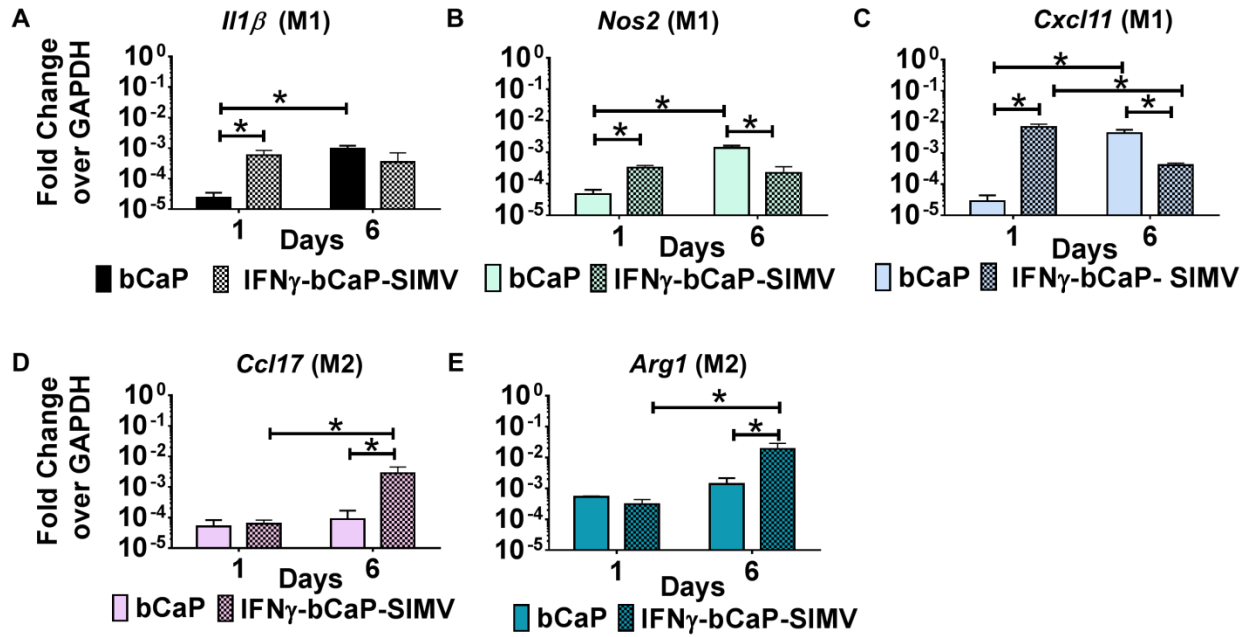 A Il1β (M1)
Fold Change
over GAPDH
10⁰
10⁻¹
10⁻²
10⁻³
10⁻⁴
10⁻⁵
*
*
1 6
Days
bCaP IFNγ-bCaP-SIMV
B Nos2 (M1)
10⁰
10⁻¹
10⁻²
10⁻³
10⁻⁴
10⁻⁵
*
* *
1 6
Days
bCaP IFNγ-bCaP-SIMV
C Cxcl11 (M1)
10⁰
10⁻¹
10⁻²
10⁻³
10⁻⁴
10⁻⁵
*
*
* *
1 6
Days
bCaP IFNγ-bCaP- SIMV
D Ccl17 (M2)
Fold Change
over GAPDH
10⁰
10⁻¹
10⁻²
10⁻³
10⁻⁴
10⁻⁵
*
*
1 6
Days
bCaP IFNγ-bCaP-SIMV
E Arg1 (M2)
10⁰
10⁻¹
10⁻²
10⁻³
10⁻⁴
10⁻⁵
*
*
1 6
Days
bCaP IFNγ-bCaP-SIMV